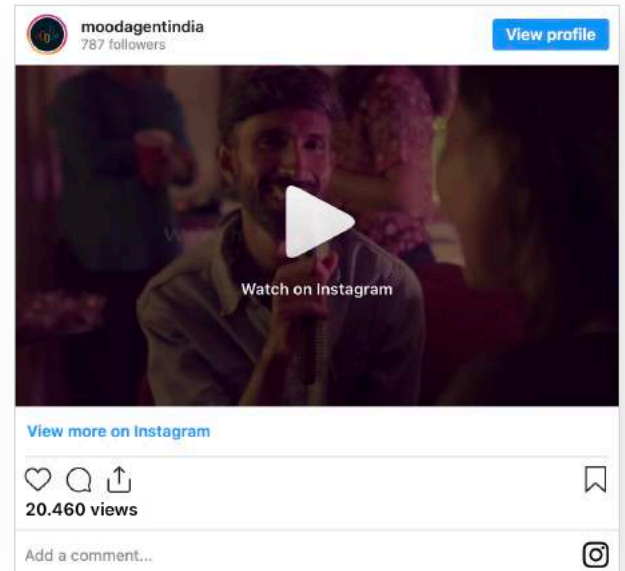 moodagentindia
787 followers
View profile
Watch on Instagram
View more on Instagram
20.460 views
Add a comment...